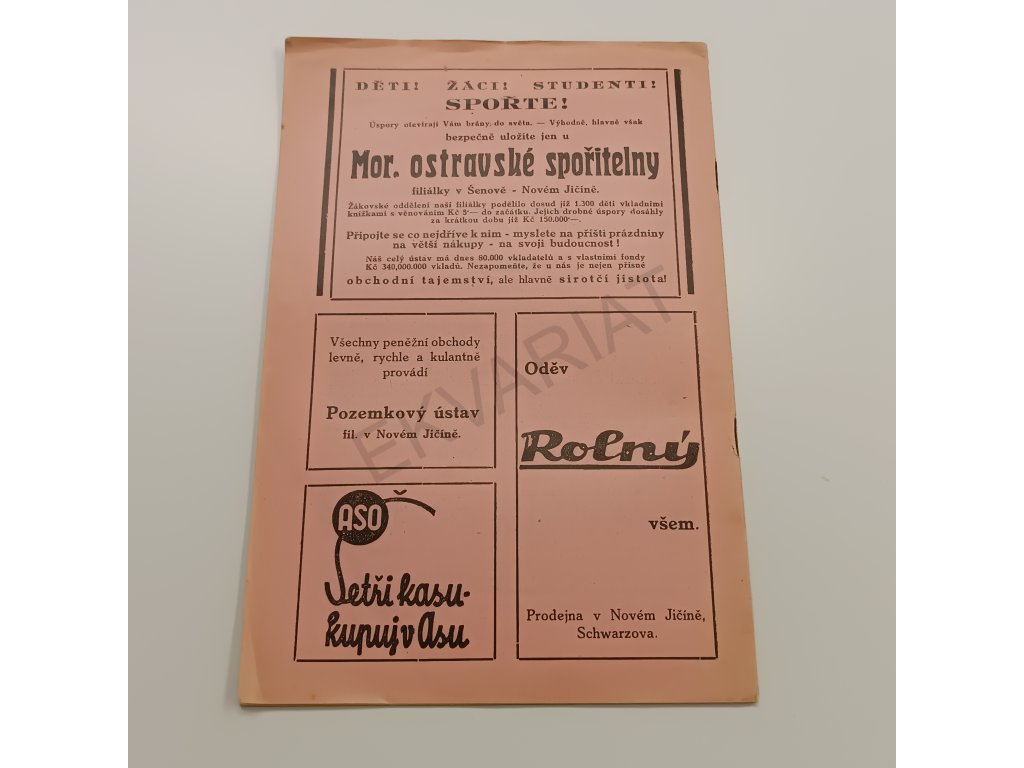 DĚTI! ŽÁCI! STUDENTI!
SPOŘTE!
Úspory otevírají Vám brány do světa. — Výhodně, hlavně však
bezpečně uložíte jen u
Mor. ostravské spořitelny
filiálky v Šenově - Novém Jičíně.
Žákovské oddělení naší filiálky podělilo dosud již 1.300 dětí vkladními
knížkami s věnováním Kč 5·— do začátku. Jejich drobné úspory dosáhly
za krátkou dobu již Kč 150.000·—.
Připojte se co nejdříve k nim - myslete na příští prázdniny
na větší nákupy - na svoji budoucnost!
Náš celý ústav má dnes 80.000 vkladatelů a s vlastními fondy
Kč 340,000.000 vkladů. Nezapomeňte, že u nás je nejen přísné
obchodní tajemství, ale hlavně sirotčí jistota!
Všechny peněžní obchody
levně, rychle a kulantně
provádí
Pozemkový ústav
fil. v Novém Jičíně.
ASO
Šetři kasu-
kupuj v Asu
Oděv
Rolný
všem.
Prodejna v Novém Jičíně,
Schwarzova.
EKVARIAT